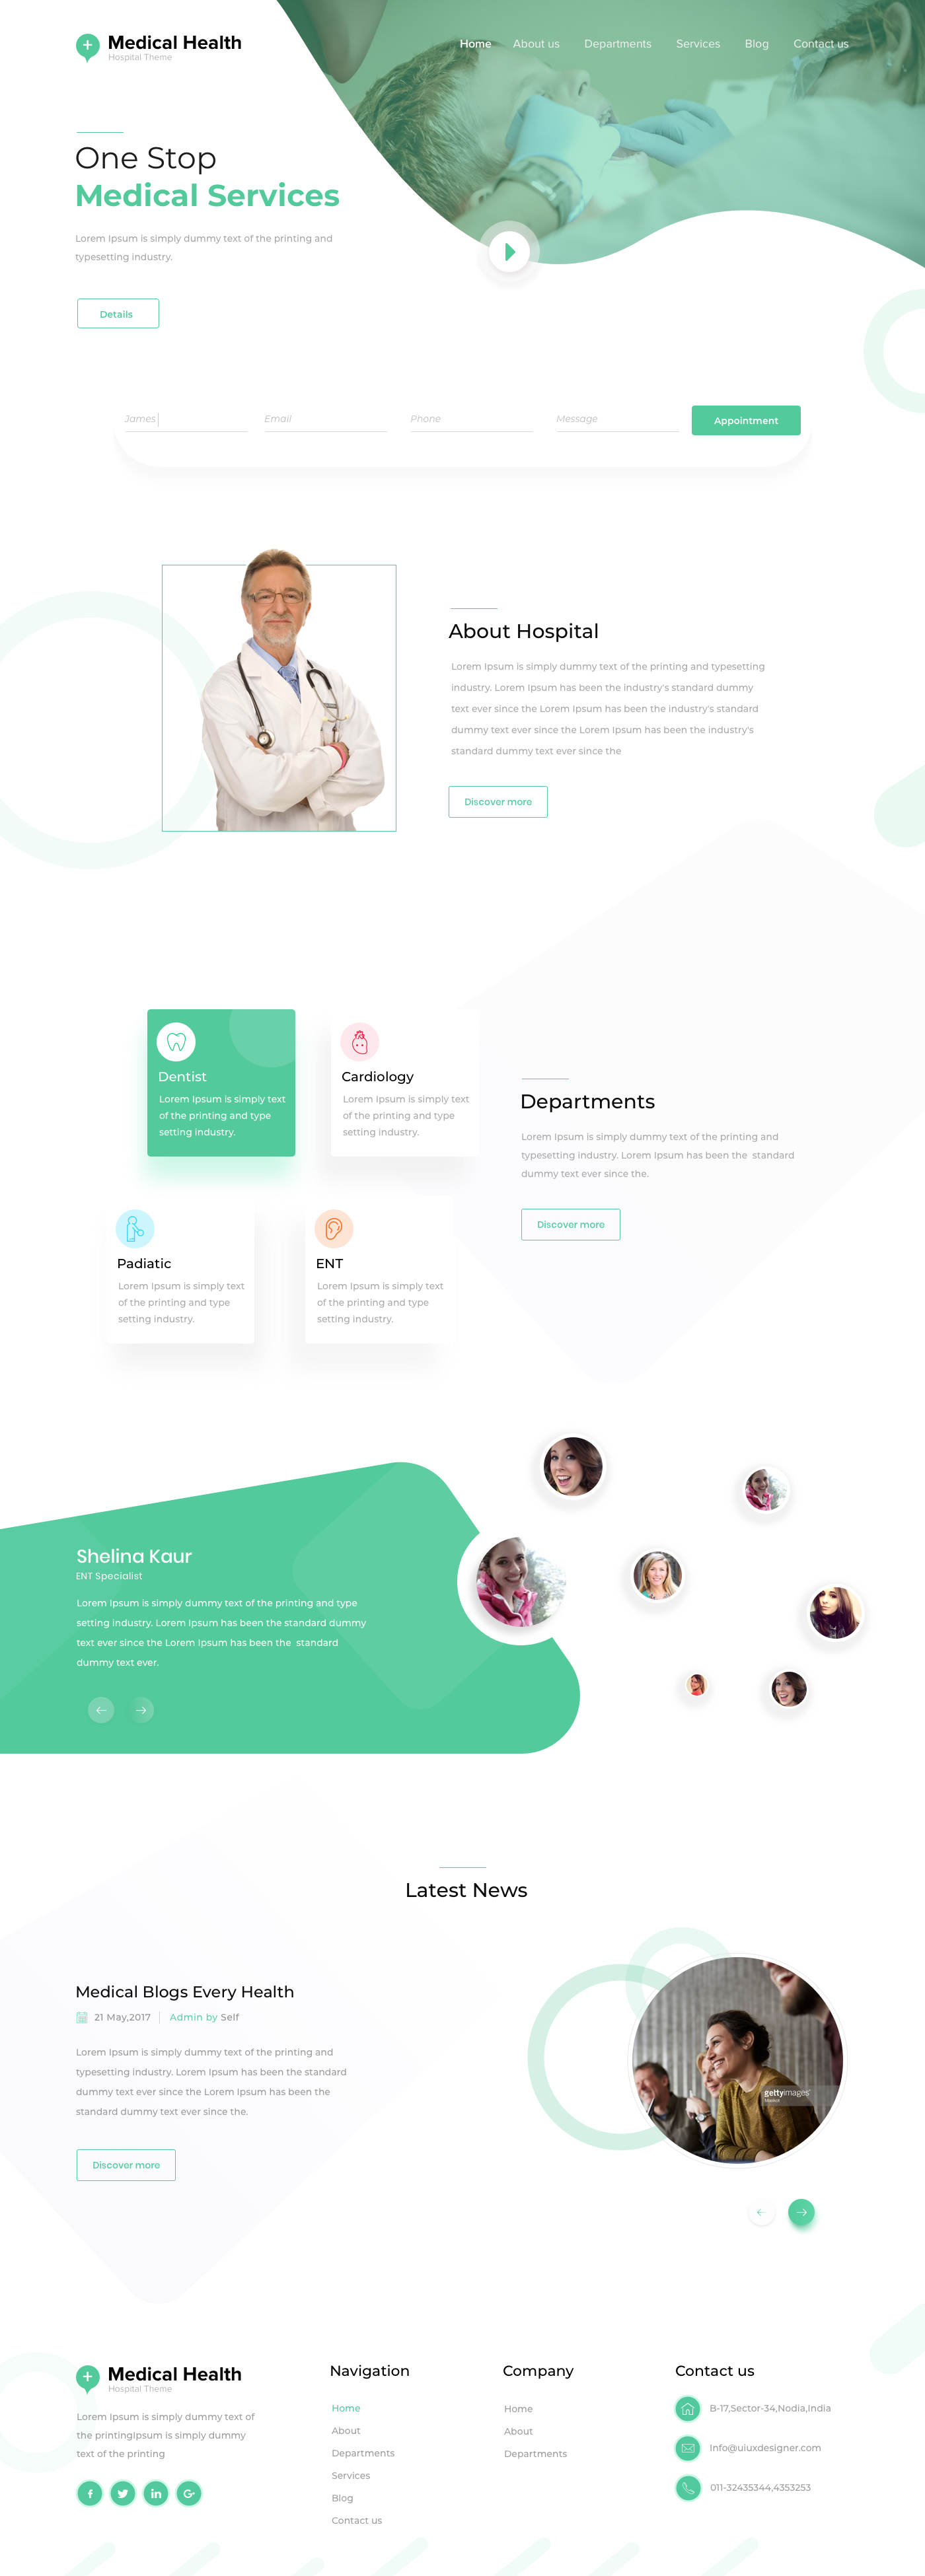 Medical Health
Hospital Theme
Home About us Departments Services Blog Contact us
One Stop
Medical Services
Lorem Ipsum is simply dummy text of the printing and
typesetting industry.
Details
James Email Phone Message Appointment
About Hospital
Lorem Ipsum is simply dummy text of the printing and typesetting
industry. Lorem Ipsum has been the industry's standard dummy
text ever since the Lorem Ipsum has been the industry's standard
dummy text ever since the Lorem Ipsum has been the industry's
standard dummy text ever since the
Discover more
Dentist
Lorem Ipsum is simply text
of the printing and type
setting industry.
Cardiology
Lorem Ipsum is simply text
of the printing and type
setting industry.
Departments
Lorem Ipsum is simply dummy text of the printing and
typesetting industry. Lorem Ipsum has been the standard
dummy text ever since the.
Discover more
Padiatic
Lorem Ipsum is simply text
of the printing and type
setting industry.
ENT
Lorem Ipsum is simply text
of the printing and type
setting industry.
Shelina Kaur
ENT Specialist
Lorem Ipsum is simply dummy text of the printing and type
setting industry. Lorem Ipsum has been the standard dummy
text ever since the Lorem Ipsum has been the standard
dummy text ever.
Latest News
Medical Blogs Every Health
21 May,2017 Admin by Self
Lorem Ipsum is simply dummy text of the printing and
typesetting industry. Lorem Ipsum has been the standard
dummy text ever since the Lorem Ipsum has been the
standard dummy text ever since the.
Discover more
gettyimages
Medical Health
Hospital Theme
Lorem Ipsum is simply dummy text of
the printingIpsum is simply dummy
text of the printing
Navigation
Home
About
Departments
Services
Blog
Contact us
Company
Home
About
Departments
Contact us
B-17,Sector-34,Nodia,India
Info@uiuxdesigner.com
011-32435344,4353253